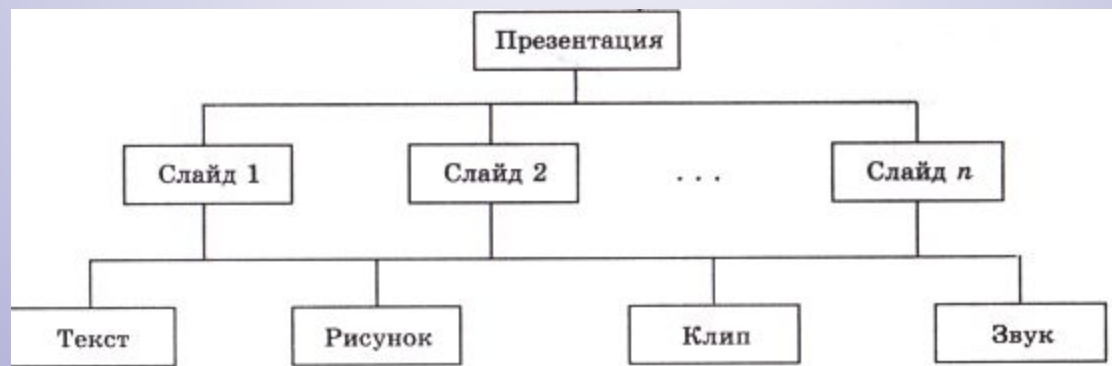 Презентация
Слайд 1
Слайд 2
. . .
Слайд n
Текст
Рисунок
Клип
Звук